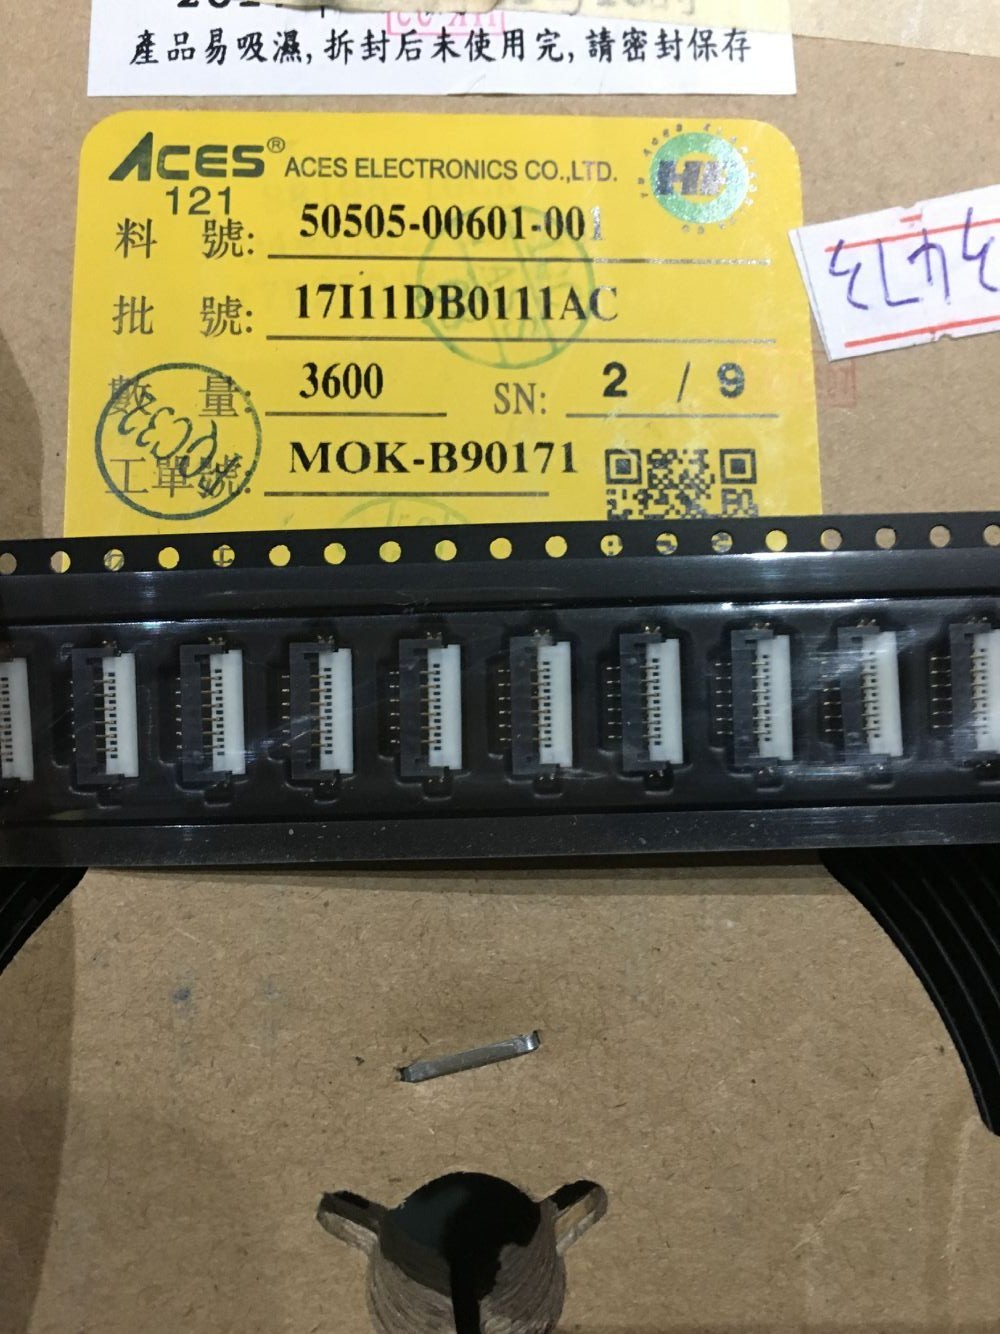 產品易吸濕,拆封后未使用完,請密封保存
ACES® ACES ELECTRONICS CO.,LTD.
121
料 號: 50505-00601-001
批 號: 17I11DB0111AC
數 量: 3600 SN: 2 / 9
工單號: MOK-B90171
QC33